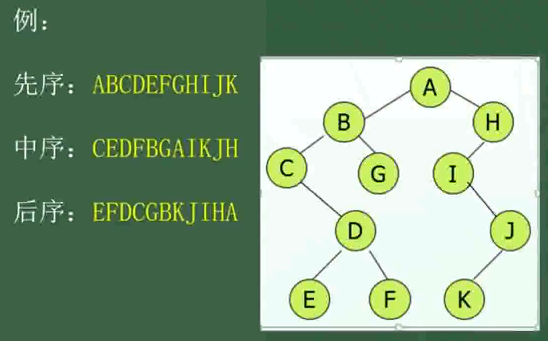 例：
先序：ABCDEFGHIJK
中序：CEDFBGAIKJH
后序：EFDCGBKJIHA
A
B
H
C
G
I
D
J
E
F
K